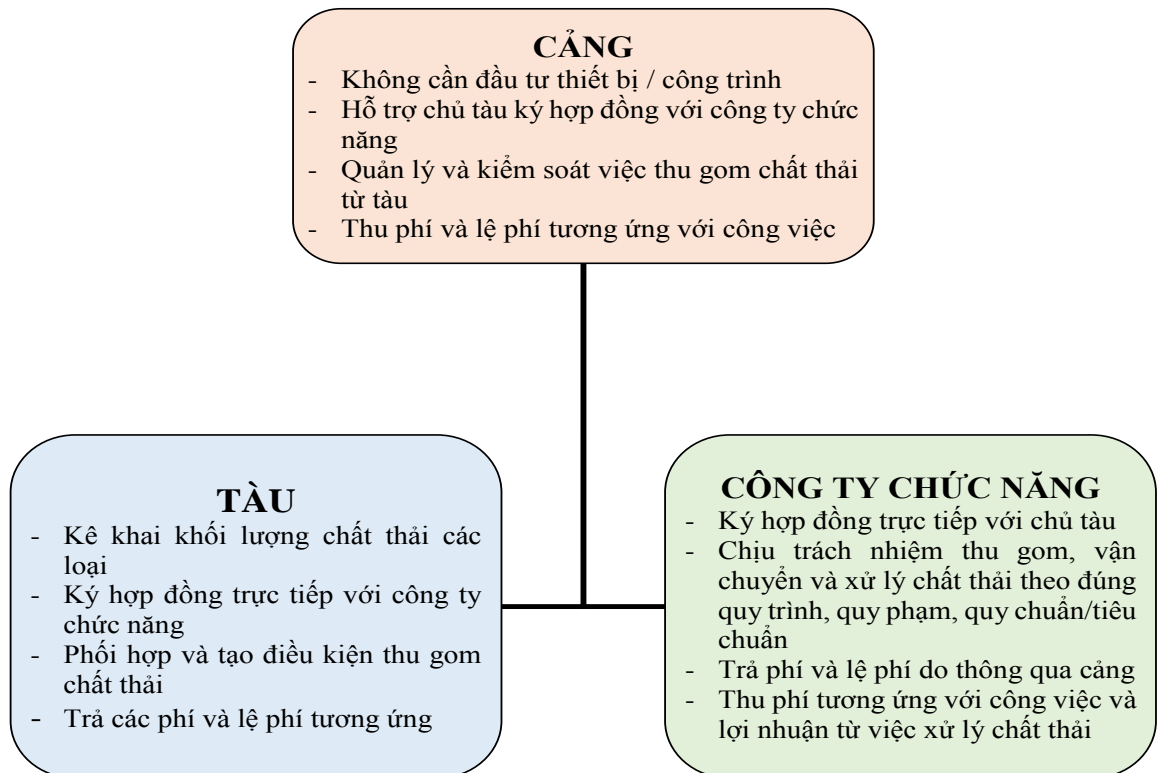 CẢNG
- Không cần đầu tư thiết bị / công trình
- Hỗ trợ chủ tàu ký hợp đồng với công ty chức
năng
- Quản lý và kiểm soát việc thu gom chất thải
từ tàu
- Thu phí và lệ phí tương ứng với công việc
TÀU
- Kê khai khối lượng chất thải các
loại
- Ký hợp đồng trực tiếp với công ty
chức năng
- Phối hợp và tạo điều kiện thu gom
chất thải
- Trả các phí và lệ phí tương ứng
CÔNG TY CHỨC NĂNG
- Ký hợp đồng trực tiếp với chủ tàu
- Chịu trách nhiệm thu gom, vận
chuyển và xử lý chất thải theo đúng
quy trình, quy phạm, quy chuẩn/tiêu
chuẩn
- Trả phí và lệ phí do thông qua cảng
- Thu phí tương ứng với công việc và
lợi nhuận từ việc xử lý chất thải